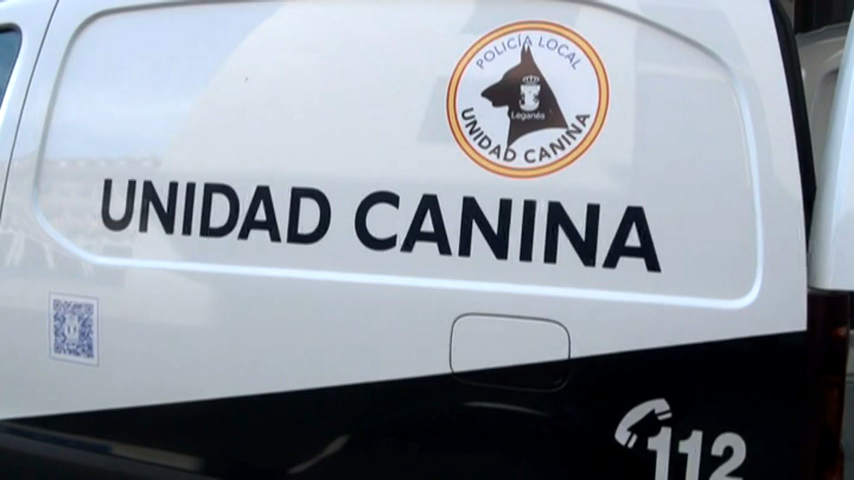 POLICÍA LOCAL
Leganés
UNIDAD CANINA
UNIDAD CANINA
112